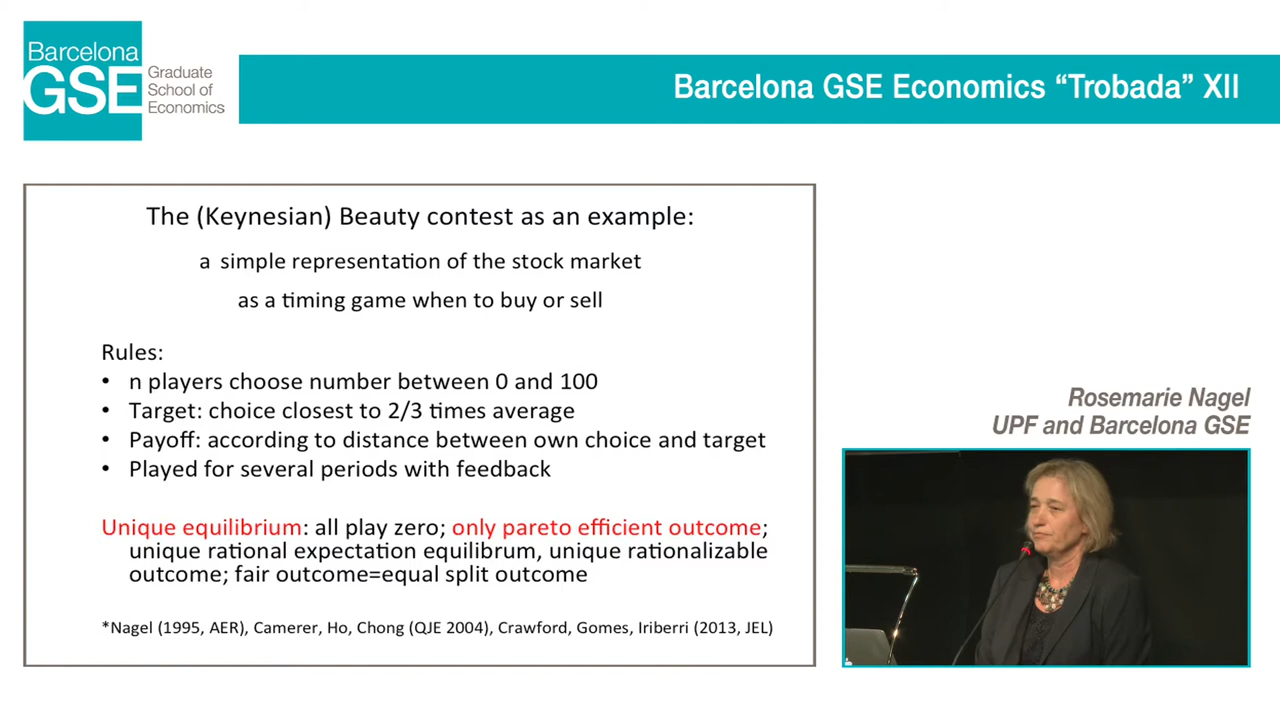 Barcelona
GSE
Graduate
School of
Economics
Barcelona GSE Economics “Trobada” XII
The (Keynesian) Beauty contest as an example:
a simple representation of the stock market
as a timing game when to buy or sell
Rules:
• n players choose number between 0 and 100
• Target: choice closest to 2/3 times average
• Payoff: according to distance between own choice and target
• Played for several periods with feedback
Unique equilibrium: all play zero; only pareto efficient outcome;
unique rational expectation equilibrum, unique rationalizable
outcome; fair outcome=equal split outcome
*Nagel (1995, AER), Camerer, Ho, Chong (QJE 2004), Crawford, Gomes, Iriberri (2013, JEL)
Rosemarie Nagel
UPF and Barcelona GSE